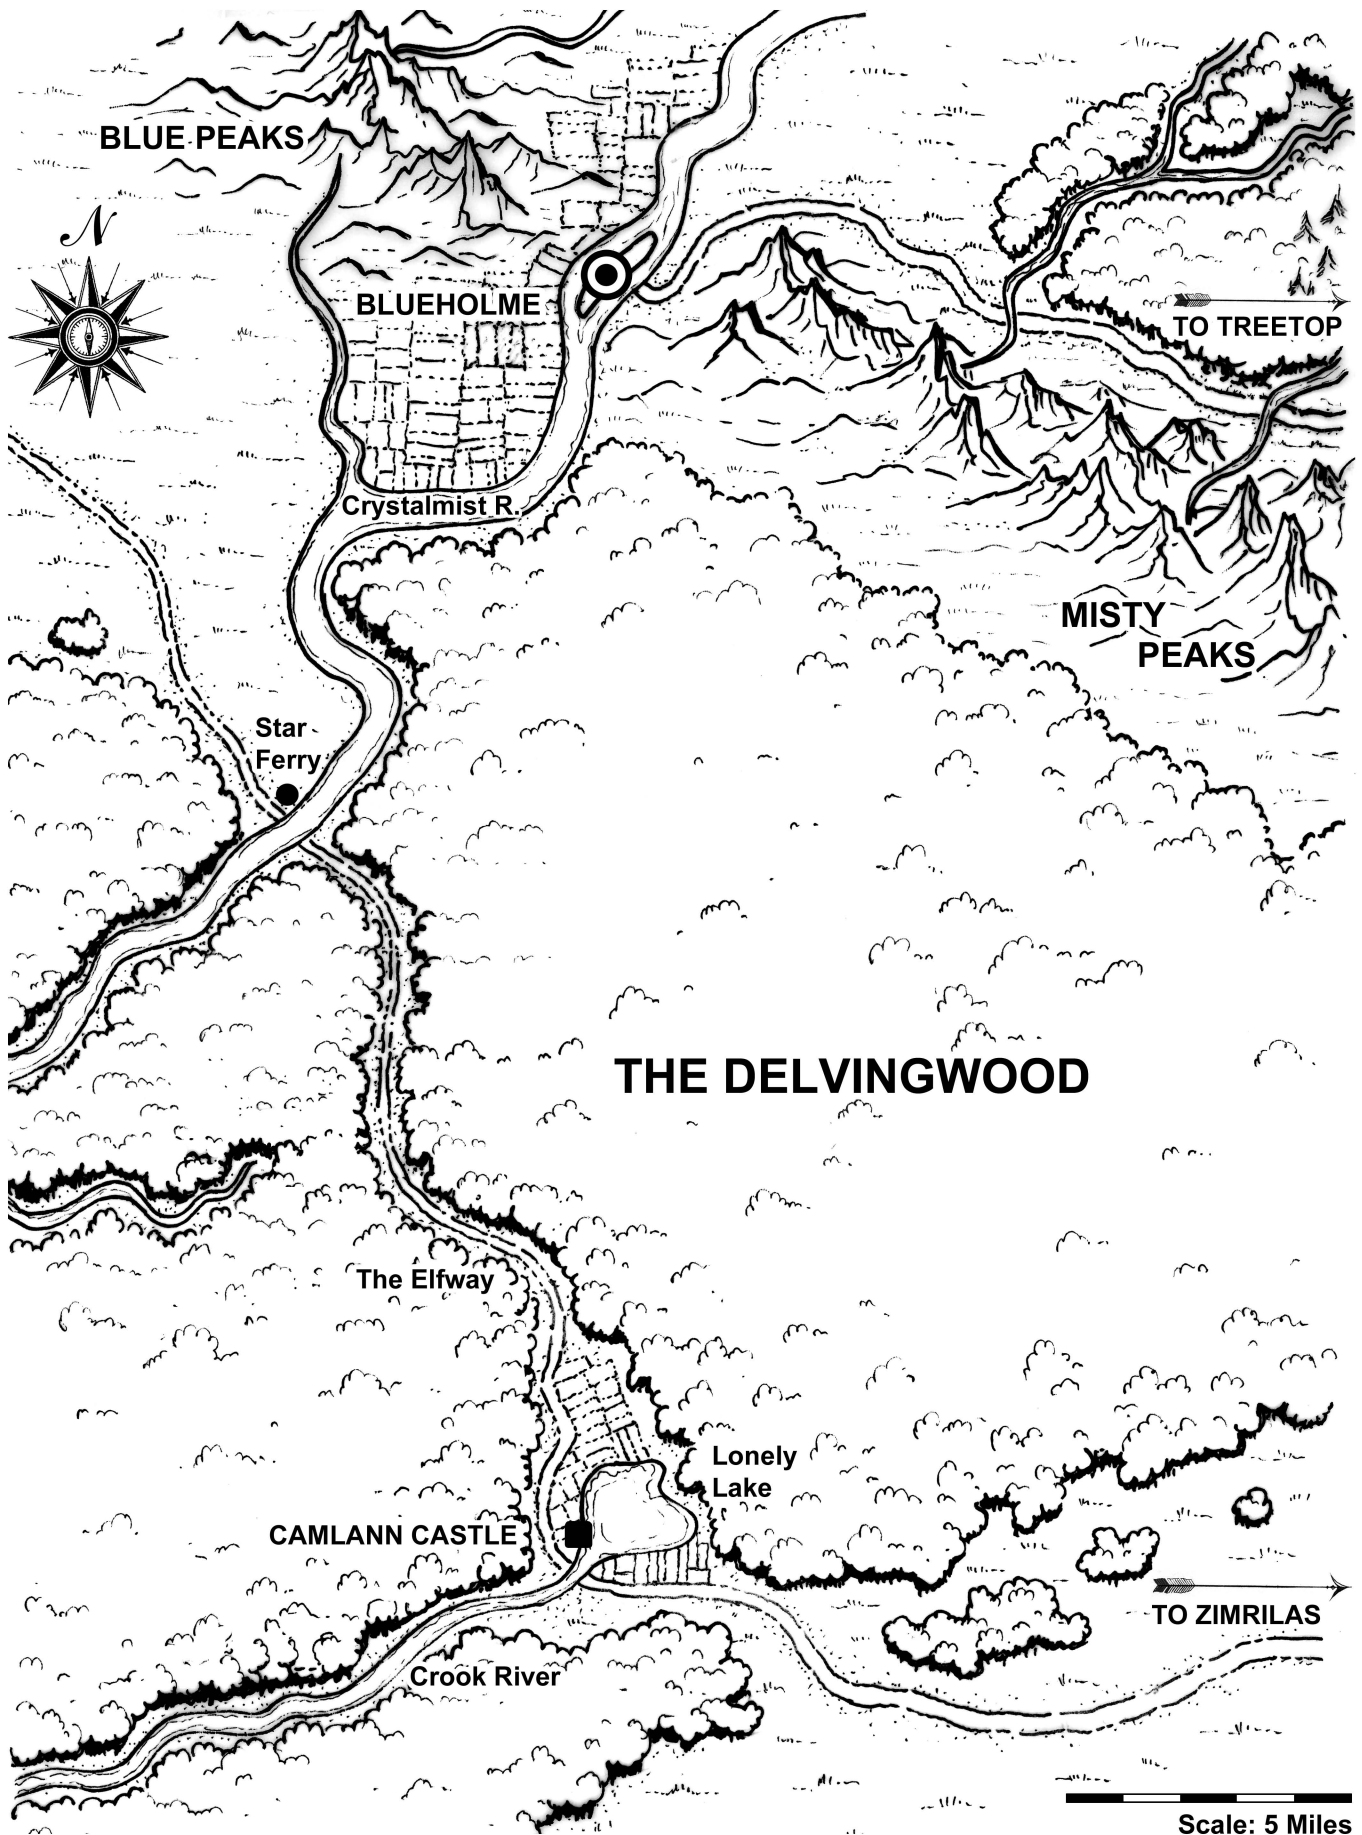 BLUE PEAKS
N
BLUEHOLME
TO TREETOP
Crystalmist R.
MISTY
PEAKS
Star
Ferry
THE DELVINGWOOD
The Elfway
Lonely
Lake
CAMLANN CASTLE
TO ZIMRILAS
Crook River
Scale: 5 Miles